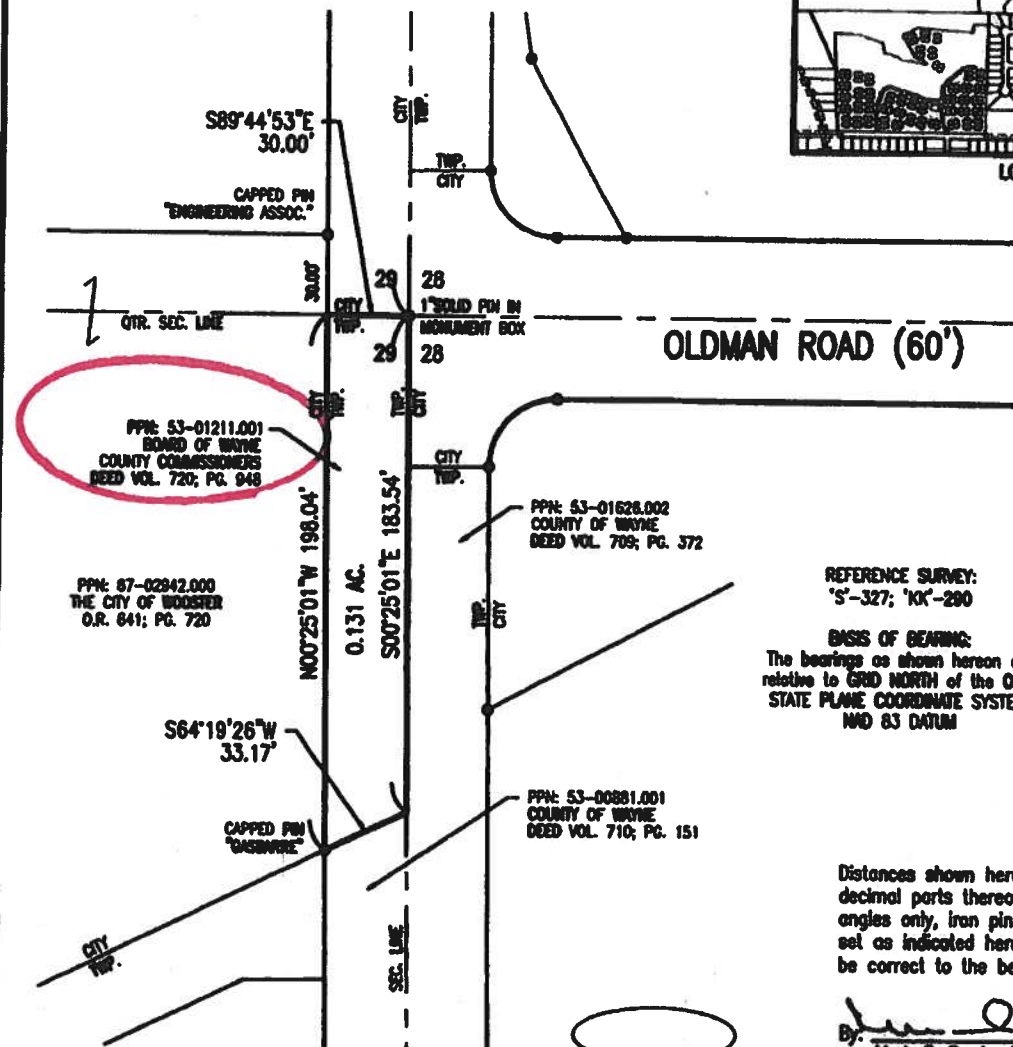 S89°44'53"E
30.00'
CITY
TWP.
TWP.
CITY
CAPPED PIN
"ENGINEERING ASSOC."
30.00'
29
28
CITY
TWP.
1" SOLID PIN IN
MONUMENT BOX
QTR. SEC. LINE
29
28
OLDMAN ROAD (60')
CITY
TWP.
TWP.
CITY
PPN: 53-01211.001
BOARD OF WAYNE
COUNTY COMMISSIONERS
DEED VOL. 720; PG. 948
CITY
TWP.
N00°25'01"W 198.04'
0.131 AC.
S00°25'01"E 183.54'
PPN: 53-01626.002
COUNTY OF WAYNE
DEED VOL. 709; PG. 372
PPN: 67-02942.000
THE CITY OF WOOSTER
O.R. 641; PG. 720
TWP.
CITY
REFERENCE SURVEY:
'S'-327; 'KK'-290
BASIS OF BEARING:
The bearings as shown hereon
relative to GRID NORTH of the O
STATE PLANE COORDINATE SYSTE
NAD 83 DATUM
S64°19'26"W
33.17'
CAPPED PIN
"GASBARRE"
PPN: 53-00881.001
COUNTY OF WAYNE
DEED VOL. 710; PG. 151
CITY
TWP.
SEC. LINE
Distances shown her
decimal parts thereo
angles only, iron pin
set as indicated here
be correct to the be
By: